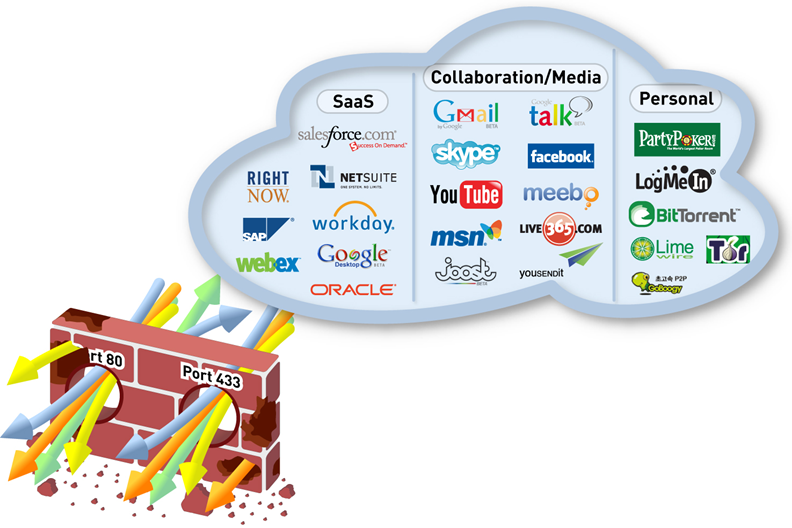 SaaS
salesforce.com
Success On Demand.
RIGHT
NOW
NETSUITE
ONE SYSTEM. NO LIMITS.
SAP
workday.
webex
Google
Desktop BETA
ORACLE
Collaboration/Media
Gmail
by Google BETA
Google
talk
BETA
skype
facebook.
YouTube
meebo
msn
LIVE365.COM
joost
BETA
YOUSENDIT
Personal
PARTYPOKER.COM
The World's Largest Poker Room
LogMeIn
BitTorrent
Lime
wire
Tor
초고속 P2P
GoBoogy
rt 80
Port 433